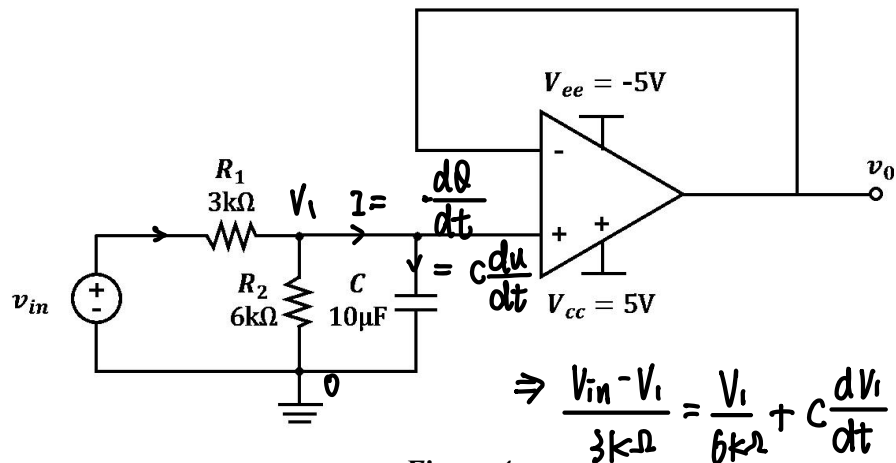 V_ee = -5V
-
v_0
R_1
3kΩ
V_1
I = dQ/dt
+
+
v_in
+
-
R_2
6kΩ
C
10μF
= C du/dt
V_cc = 5V
0
⇒ (V_in - V_1)/3kΩ = V_1/6kΩ + C dV_1/dt